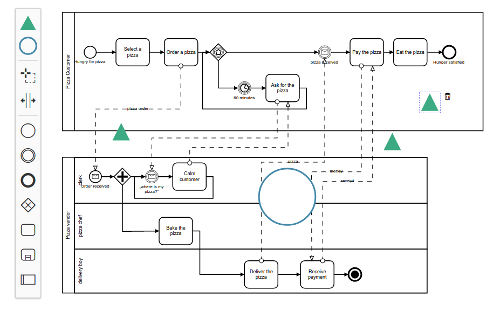 Pizza Customer
Hungry for pizza
Select a
pizza
Order a pizza
pizza received
Pay the pizza
Eat the pizza
Hunger satisfied
60 minutes
Ask for the
pizza
pizza order
Pizza vendor
clerk
Order received
"where is my
pizza?"
Calm
customer
pizza
money
receipt
pizza chef
Bake the
pizza
delivery boy
Deliver the
pizza
Receive
payment